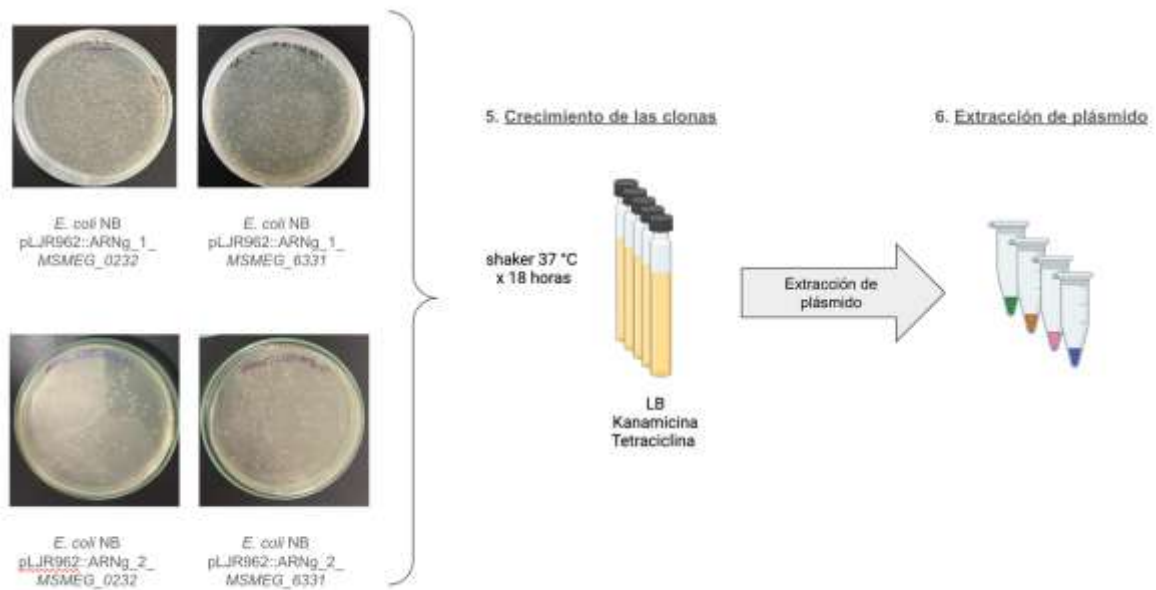 E. coli NB
pLJR962::ARNg_1_
MSMEG_0232
E. coli NB
pLJR962::ARNg_1_
MSMEG_6331
E. coli NB
pLJR962::ARNg_2_
MSMEG_0232
E. coli NB
pLJR962::ARNg_2_
MSMEG_6331
5. Crecimiento de las clonas
shaker 37 °C
x 18 horas
LB
Kanamicina
Tetraciclina
Extracción de
plásmido
6. Extracción de plásmido